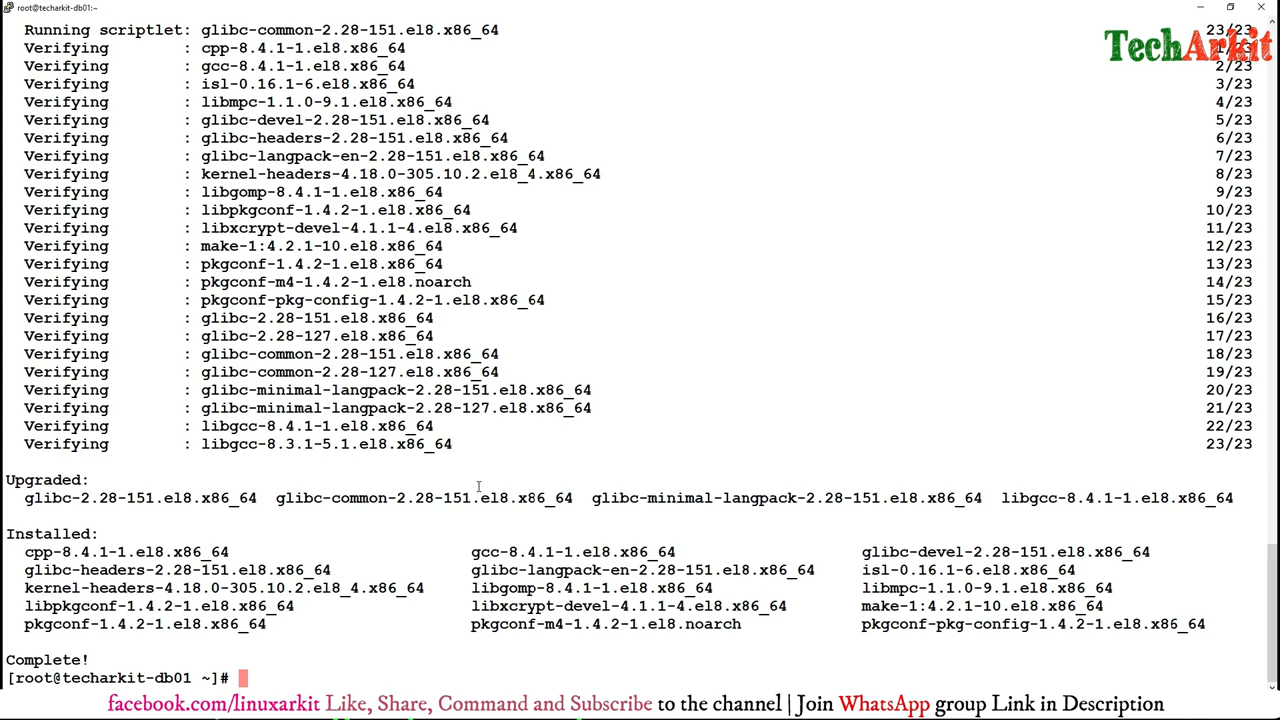 root@techarkit-db01:~
Running scriptlet: glibc-common-2.28-151.el8.x86_64 23/23
TechArkit
Verifying : cpp-8.4.1-1.el8.x86_64 1/23
Verifying : gcc-8.4.1-1.el8.x86_64 2/23
Verifying : isl-0.16.1-6.el8.x86_64 3/23
Verifying : libmpc-1.1.0-9.1.el8.x86_64 4/23
Verifying : glibc-devel-2.28-151.el8.x86_64 5/23
Verifying : glibc-headers-2.28-151.el8.x86_64 6/23
Verifying : glibc-langpack-en-2.28-151.el8.x86_64 7/23
Verifying : kernel-headers-4.18.0-305.10.2.el8_4.x86_64 8/23
Verifying : libgomp-8.4.1-1.el8.x86_64 9/23
Verifying : libpkgconf-1.4.2-1.el8.x86_64 10/23
Verifying : libxcrypt-devel-4.1.1-4.el8.x86_64 11/23
Verifying : make-1:4.2.1-10.el8.x86_64 12/23
Verifying : pkgconf-1.4.2-1.el8.x86_64 13/23
Verifying : pkgconf-m4-1.4.2-1.el8.noarch 14/23
Verifying : pkgconf-pkg-config-1.4.2-1.el8.x86_64 15/23
Verifying : glibc-2.28-151.el8.x86_64 16/23
Verifying : glibc-2.28-127.el8.x86_64 17/23
Verifying : glibc-common-2.28-151.el8.x86_64 18/23
Verifying : glibc-common-2.28-127.el8.x86_64 19/23
Verifying : glibc-minimal-langpack-2.28-151.el8.x86_64 20/23
Verifying : glibc-minimal-langpack-2.28-127.el8.x86_64 21/23
Verifying : libgcc-8.4.1-1.el8.x86_64 22/23
Verifying : libgcc-8.3.1-5.1.el8.x86_64 23/23
Upgraded:
glibc-2.28-151.el8.x86_64 glibc-common-2.28-151.el8.x86_64 glibc-minimal-langpack-2.28-151.el8.x86_64 libgcc-8.4.1-1.el8.x86_64
Installed:
cpp-8.4.1-1.el8.x86_64 gcc-8.4.1-1.el8.x86_64 glibc-devel-2.28-151.el8.x86_64
glibc-headers-2.28-151.el8.x86_64 glibc-langpack-en-2.28-151.el8.x86_64 isl-0.16.1-6.el8.x86_64
kernel-headers-4.18.0-305.10.2.el8_4.x86_64 libgomp-8.4.1-1.el8.x86_64 libmpc-1.1.0-9.1.el8.x86_64
libpkgconf-1.4.2-1.el8.x86_64 libxcrypt-devel-4.1.1-4.el8.x86_64 make-1:4.2.1-10.el8.x86_64
pkgconf-1.4.2-1.el8.x86_64 pkgconf-m4-1.4.2-1.el8.noarch pkgconf-pkg-config-1.4.2-1.el8.x86_64
Complete!
[root@techarkit-db01 ~]#
facebook.com/linuxarkit Like, Share, Command and Subscribe to the channel | Join WhatsApp group Link in Description